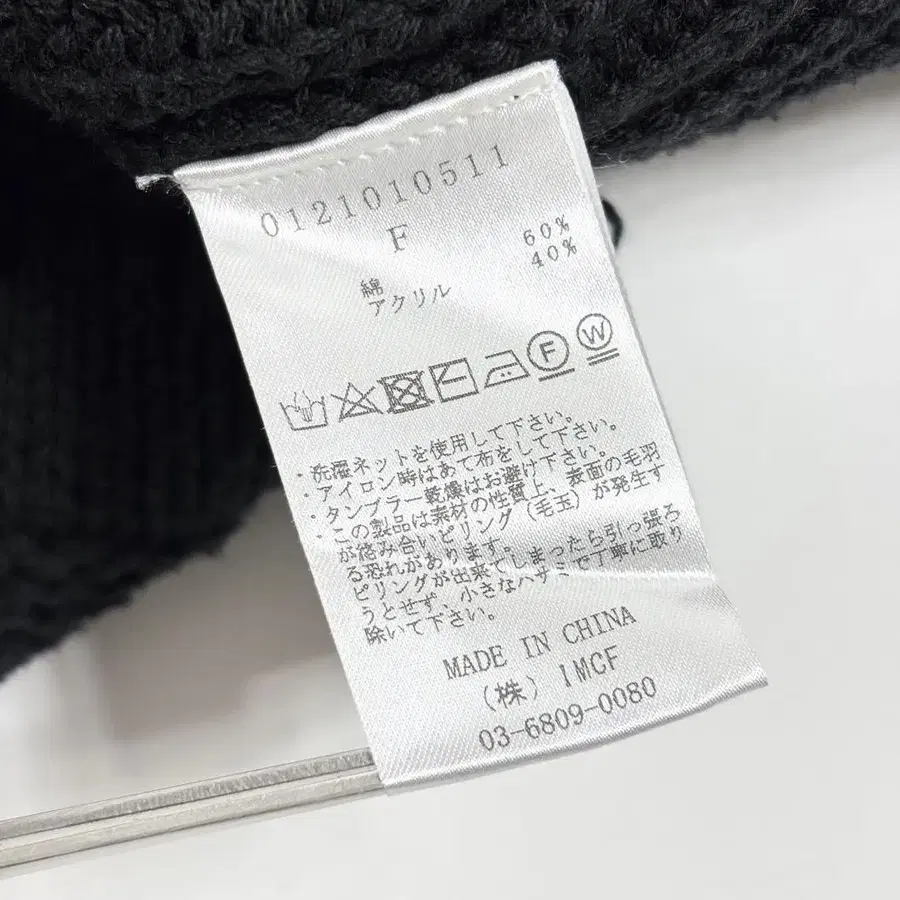 0121010511
F
綿 60%
アクリル 40%
F W
・洗濯ネットを使用して下さい。
・アイロン時はあて布をして下さい。
・タンブラー乾燥はお避け下さい。
・この製品は素材の性質上、表面の毛羽
が絡み合いピリング（毛玉）が発生す
る恐れがあります。
ピリングが出来てしまったら引っ張ろ
うとせず、小さなハサミで丁寧に取り
除いて下さい。
MADE IN CHINA
（株）IMCF
03-6809-0080